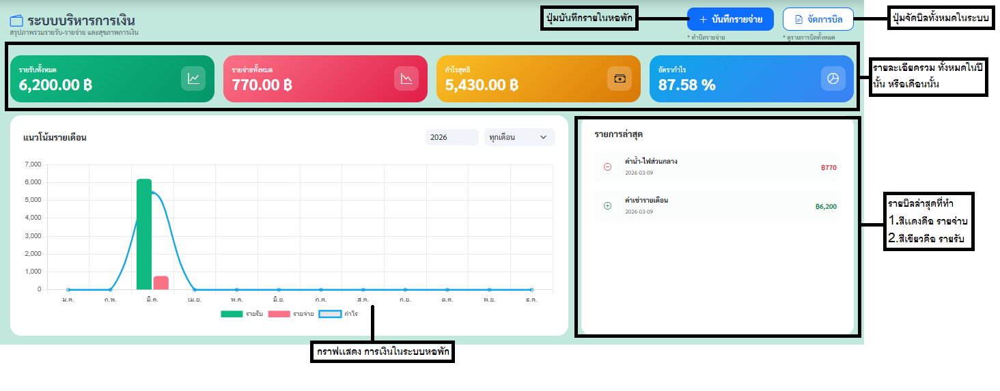 ระบบบริหารการเงิน
สรุปภาพรวมรายรับ-รายจ่าย และสุขภาพการเงิน
ปุ่มบันทึกรายในหอพัก
+ บันทึกรายจ่าย
* ทำบิลรายจ่าย
จัดการบิล
* ดูรายการบิลทั้งหมด
ปุ่มจัดบิลทั้งหมดในระบบ
รายรับทั้งหมด
6,200.00 ฿
รายจ่ายทั้งหมด
770.00 ฿
กำไรสุทธิ
5,430.00 ฿
อัตรากำไร
87.58 %
รายละเอียดรวม ทั้งหมดในปี
นั้น หรือเดือนนั้น
แนวโน้มรายเดือน
2026
ทุกเดือน
7,000
6,000
5,000
4,000
3,000
2,000
1,000
0
ม.ค. ก.พ. มี.ค. เม.ย. พ.ค. มิ.ย. ก.ค. ส.ค. ก.ย. ต.ค. พ.ย. ธ.ค.
รายรับ รายจ่าย กำไร
กราฟแสดง การเงินในระบบหอพัก
รายการล่าสุด
ค่าน้ำ-ไฟส่วนกลาง
2026-03-09
฿770
ค่าเช่ารายเดือน
2026-03-09
฿6,200
รายบิลล่าสุดที่ทำ
1.สีแดงคือ รายจ่าบ
2.สีเขียวคือ รายรับ